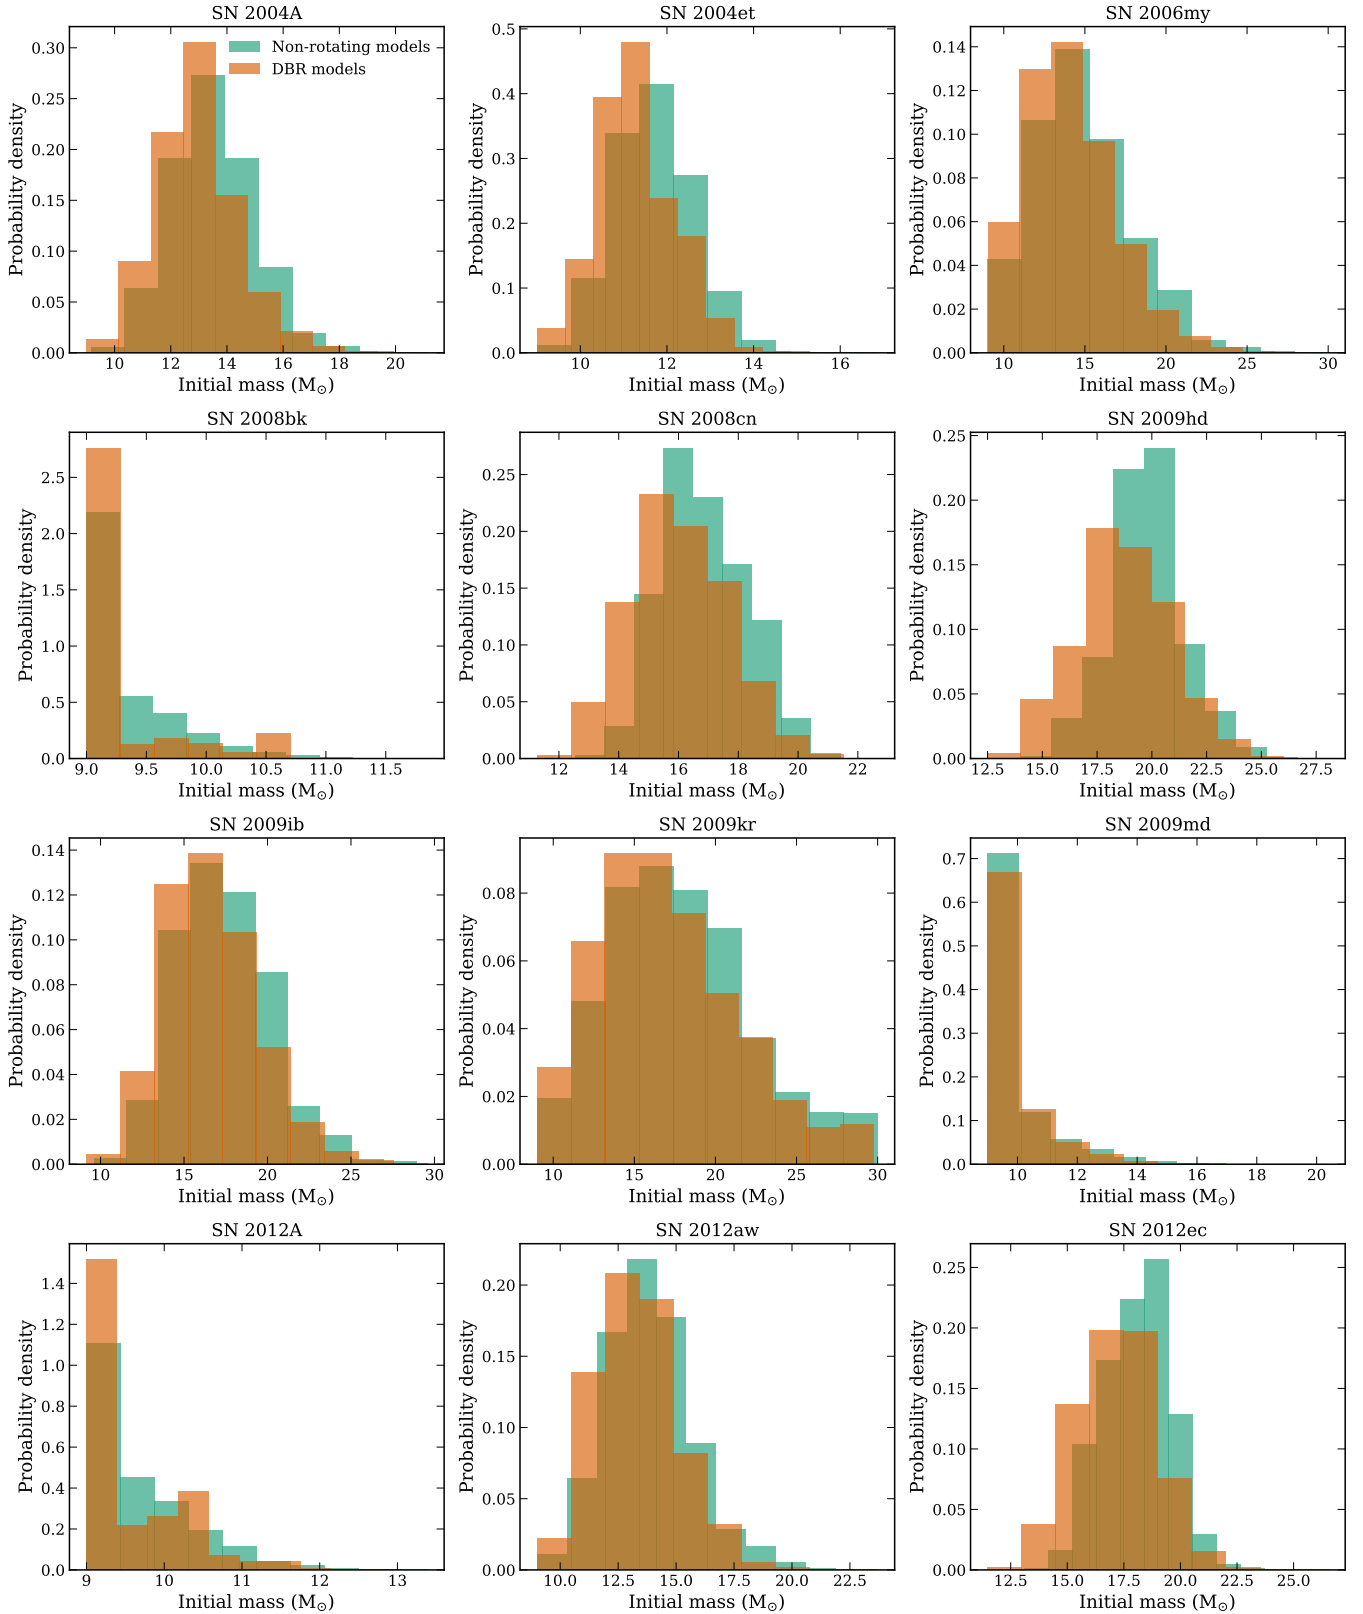 SN 2004A
Probability density
0.30
0.25
0.20
0.15
0.10
0.05
0.00
Non-rotating models
DBR models
10 12 14 16 18 20
Initial mass (M⊙)
SN 2004et
Probability density
0.5
0.4
0.3
0.2
0.1
0.0
10 12 14 16
Initial mass (M⊙)
SN 2006my
Probability density
0.14
0.12
0.10
0.08
0.06
0.04
0.02
0.00
10 15 20 25 30
Initial mass (M⊙)
SN 2008bk
Probability density
2.5
2.0
1.5
1.0
0.5
0.0
9.0 9.5 10.0 10.5 11.0 11.5
Initial mass (M⊙)
SN 2008cn
Probability density
0.25
0.20
0.15
0.10
0.05
0.00
12 14 16 18 20 22
Initial mass (M⊙)
SN 2009hd
Probability density
0.25
0.20
0.15
0.10
0.05
0.00
12.5 15.0 17.5 20.0 22.5 25.0 27.5
Initial mass (M⊙)
SN 2009ib
Probability density
0.14
0.12
0.10
0.08
0.06
0.04
0.02
0.00
10 15 20 25 30
Initial mass (M⊙)
SN 2009kr
Probability density
0.08
0.06
0.04
0.02
0.00
10 15 20 25 30
Initial mass (M⊙)
SN 2009md
Probability density
0.7
0.6
0.5
0.4
0.3
0.2
0.1
0.0
10 12 14 16 18 20
Initial mass (M⊙)
SN 2012A
Probability density
1.4
1.2
1.0
0.8
0.6
0.4
0.2
0.0
9 10 11 12 13
Initial mass (M⊙)
SN 2012aw
Probability density
0.20
0.15
0.10
0.05
0.00
10.0 12.5 15.0 17.5 20.0 22.5
Initial mass (M⊙)
SN 2012ec
Probability density
0.25
0.20
0.15
0.10
0.05
0.00
12.5 15.0 17.5 20.0 22.5 25.0
Initial mass (M⊙)